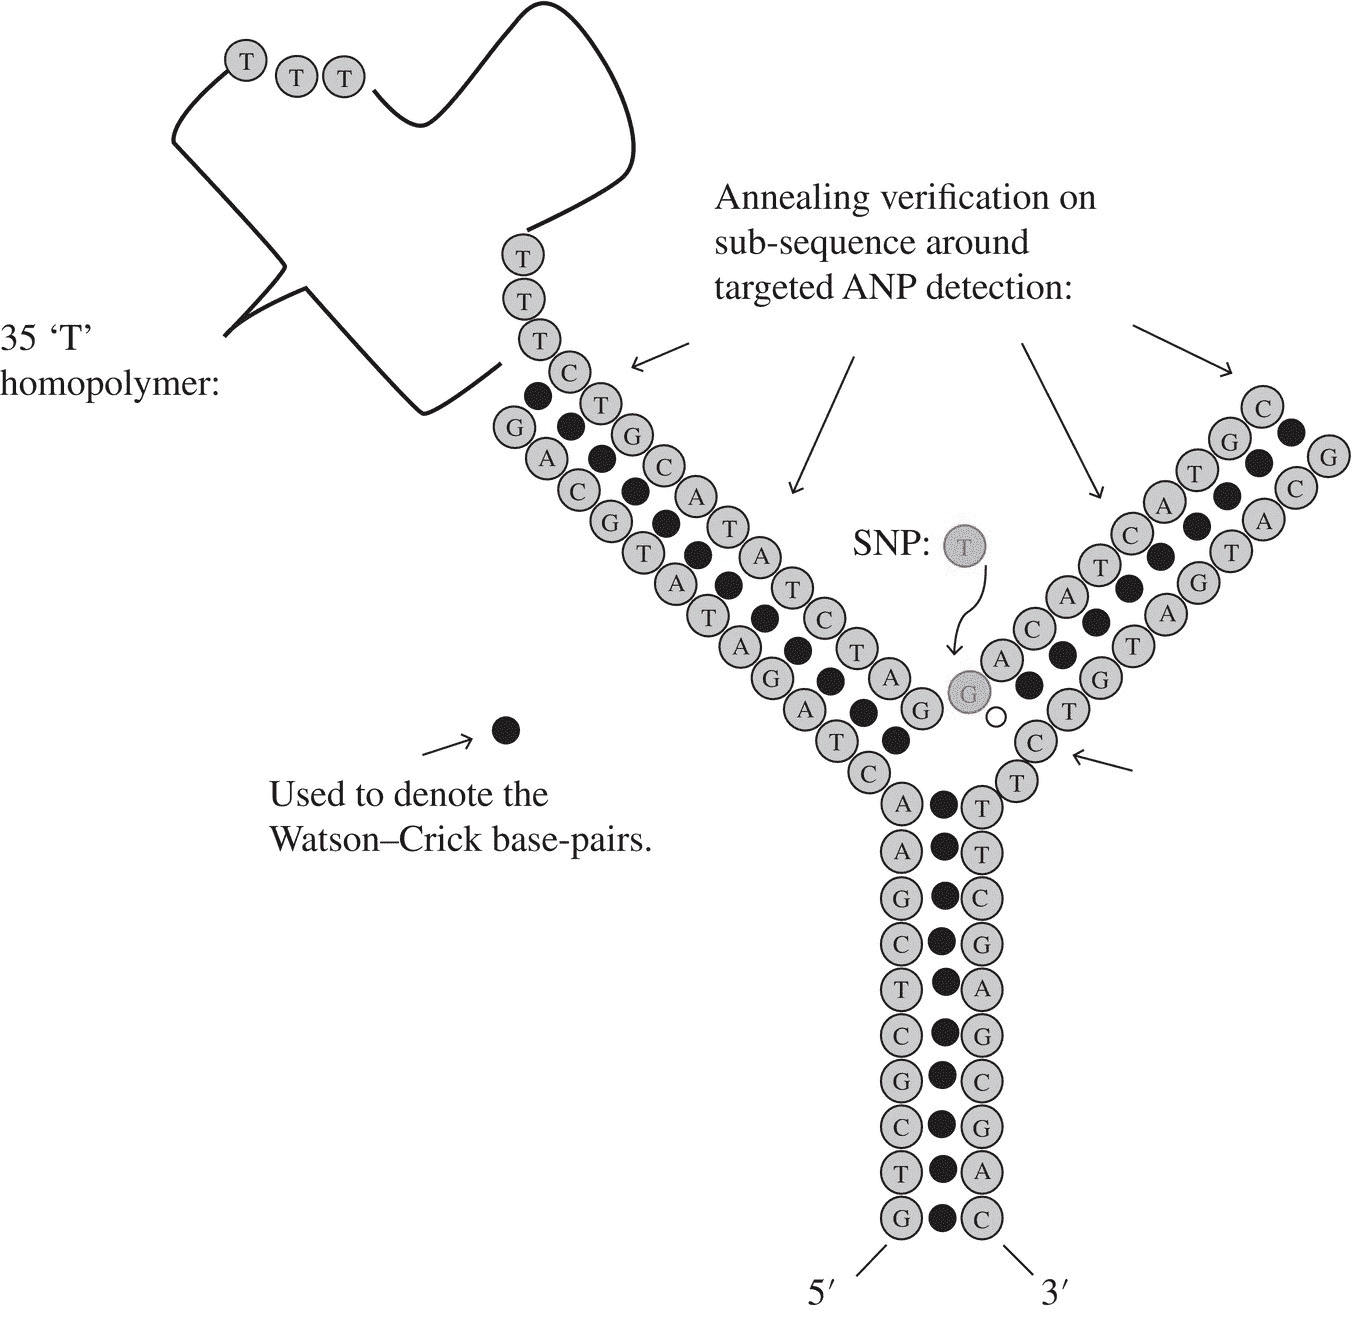 T T T
Annealing verification on
sub-sequence around
targeted ANP detection:
35 ‘T’
homopolymer:
T
T
T
C T G C A T A T C T A G
G A C G T A T A G A T C
SNP: T
G A C A T C A T G C
T C T G T A G T A C G
Used to denote the
Watson–Crick base-pairs.
A T
A T
G C
C G
T A
C G
G C
C G
T A
G C
5′ 3′